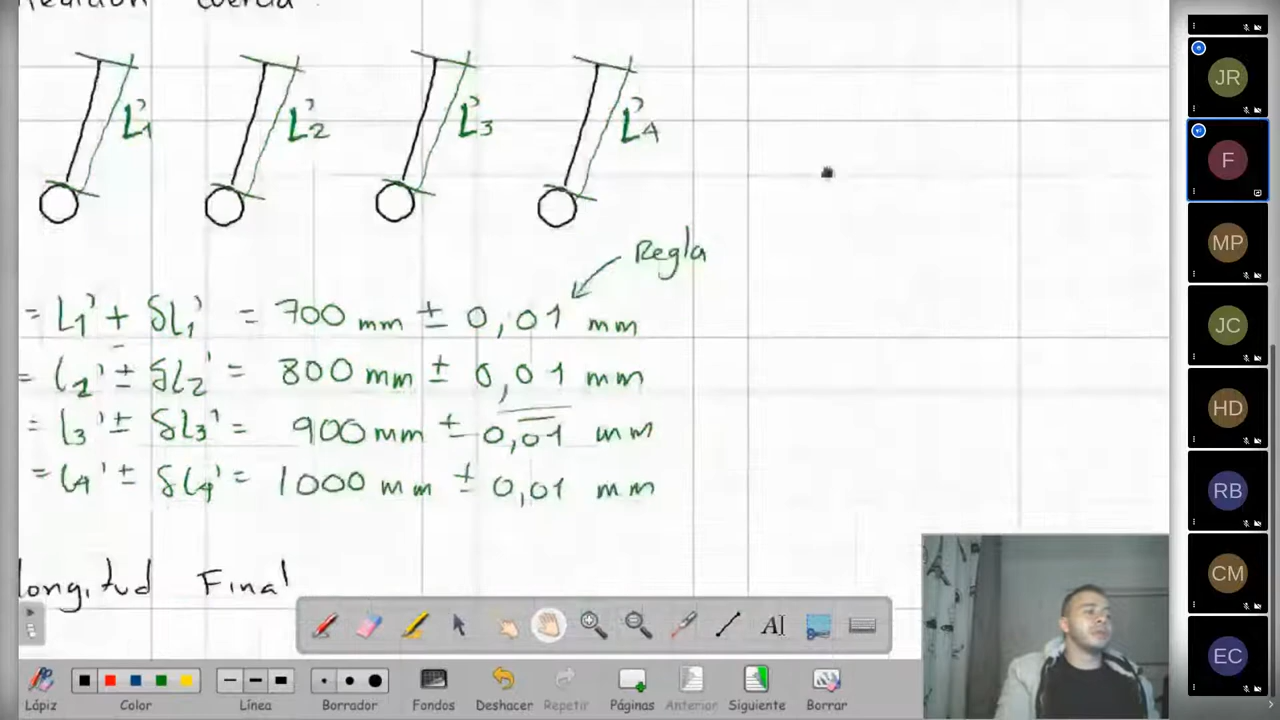 Medición Cuerda
L'1 L'2 L'3 L'4
Regla
= L1' + δL1' = 700 mm ± 0,01 mm
= L2' ± δL2' = 800 mm ± 0,01 mm
= L3' ± δL3' = 900 mm ± 0,01 mm
= L4' ± δL4' = 1000 mm ± 0,01 mm
longitud Final
JR
F
MP
JC
HD
RB
CM
EC
AI
Lápiz Color Línea Borrador Fondos Deshacer Repetir Páginas Anterior Siguiente Borrar